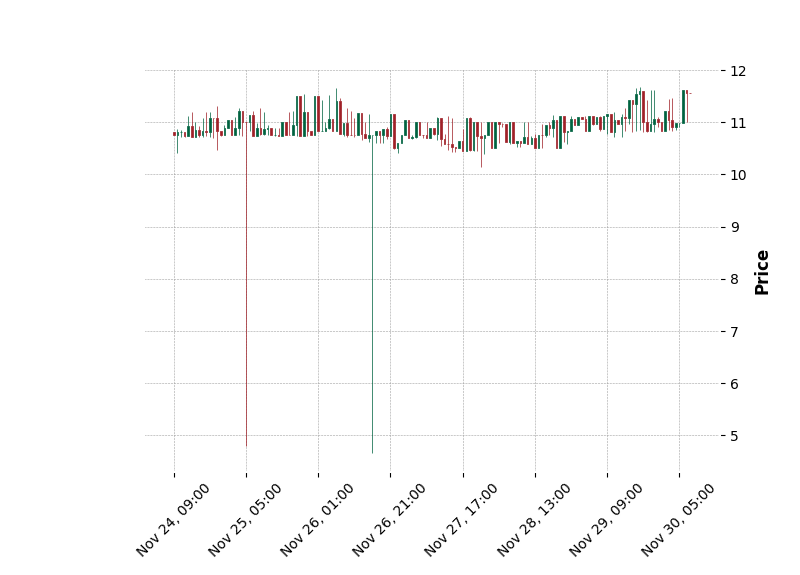 12
11
10
9
8
7
6
5
Price
Nov 24, 09:00
Nov 25, 05:00
Nov 26, 01:00
Nov 26, 21:00
Nov 27, 17:00
Nov 28, 13:00
Nov 29, 09:00
Nov 30, 05:00